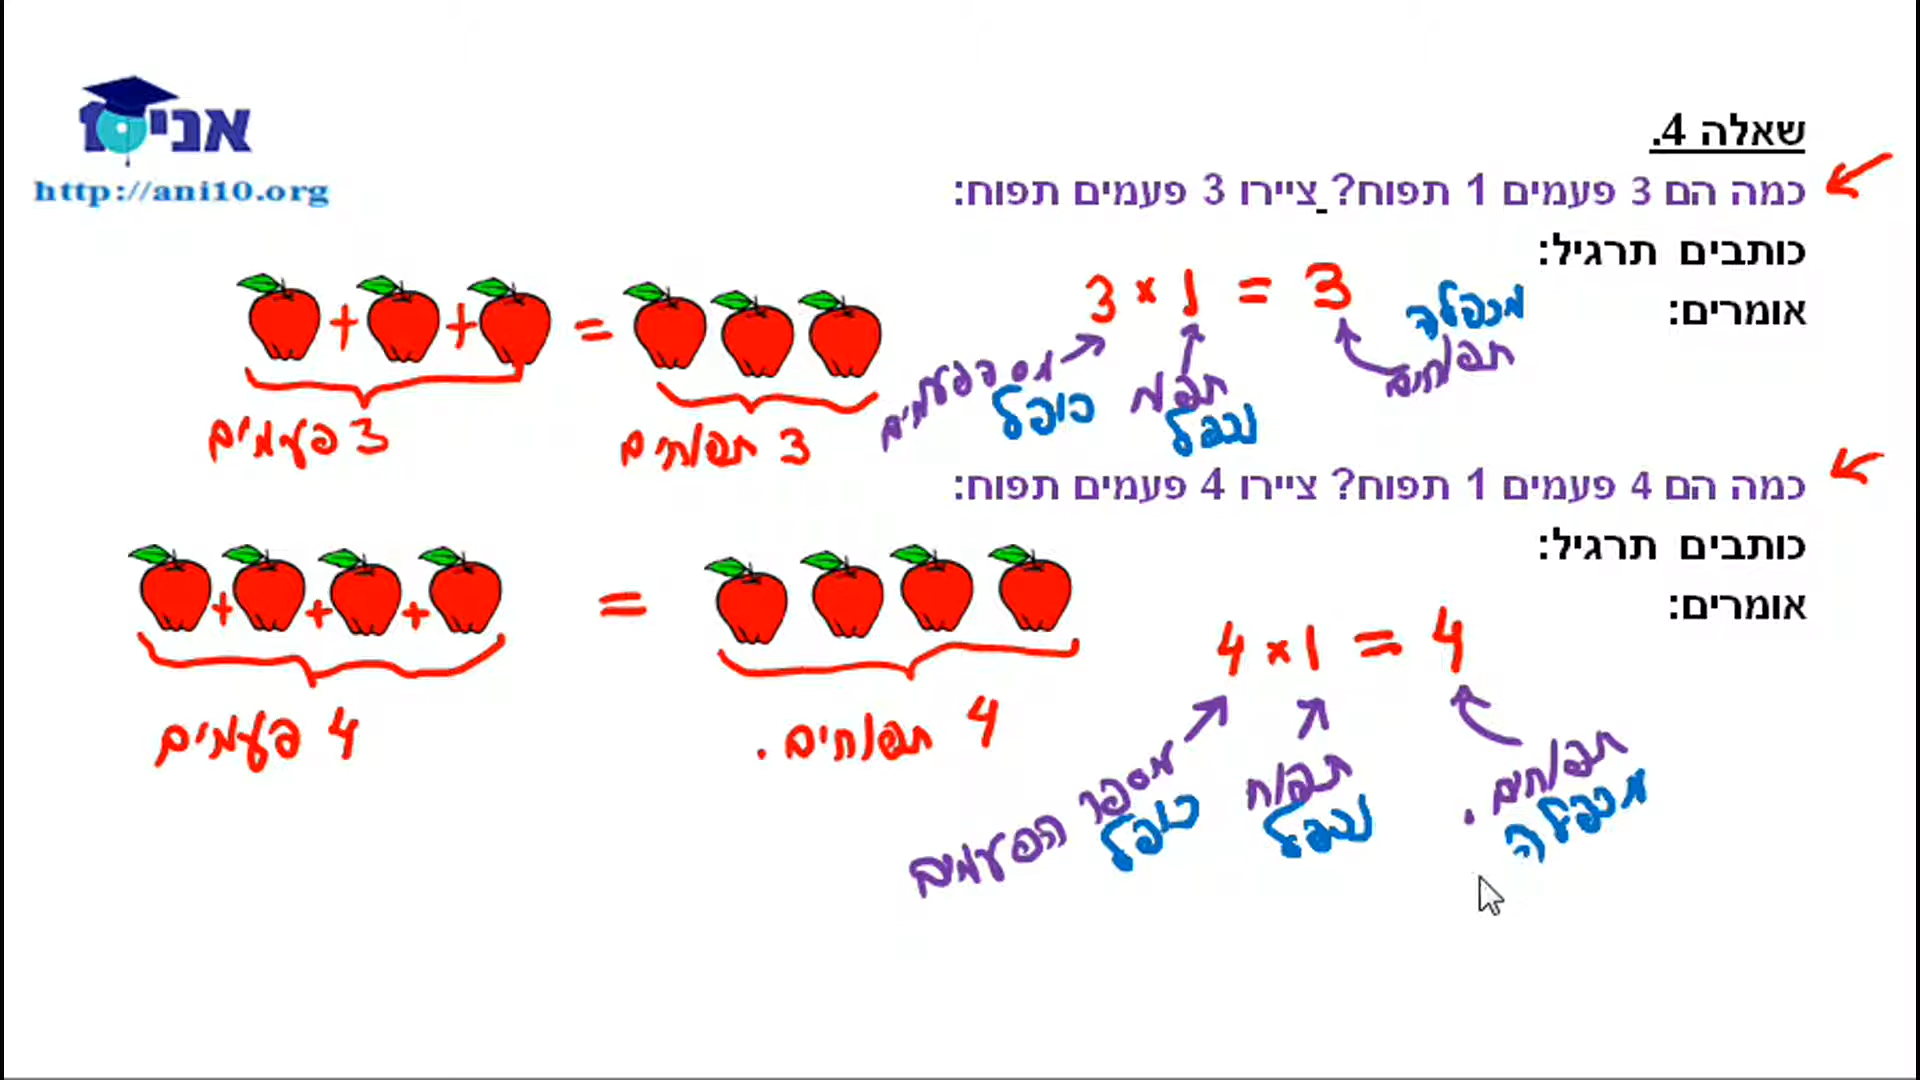 אני10
http://ani10.org
שאלה 4.
כמה הם 3 פעמים 1 תפוח? ציירו 3 פעמים תפוח:
כותבים תרגיל:
אומרים:
+ + =
3 פעמים
3 תפוחים
3 × 1 = 3
מס הפעמים
כופל
תפוח
נכפל
מכפלה
תפוחים
כמה הם 4 פעמים 1 תפוח? ציירו 4 פעמים תפוח:
כותבים תרגיל:
אומרים:
+ + + =
4 פעמים
4 תפוחים.
4 × 1 = 4
מספר הפעמים
כופל
תפוח
נכפל
תפוחים.
מכפלה